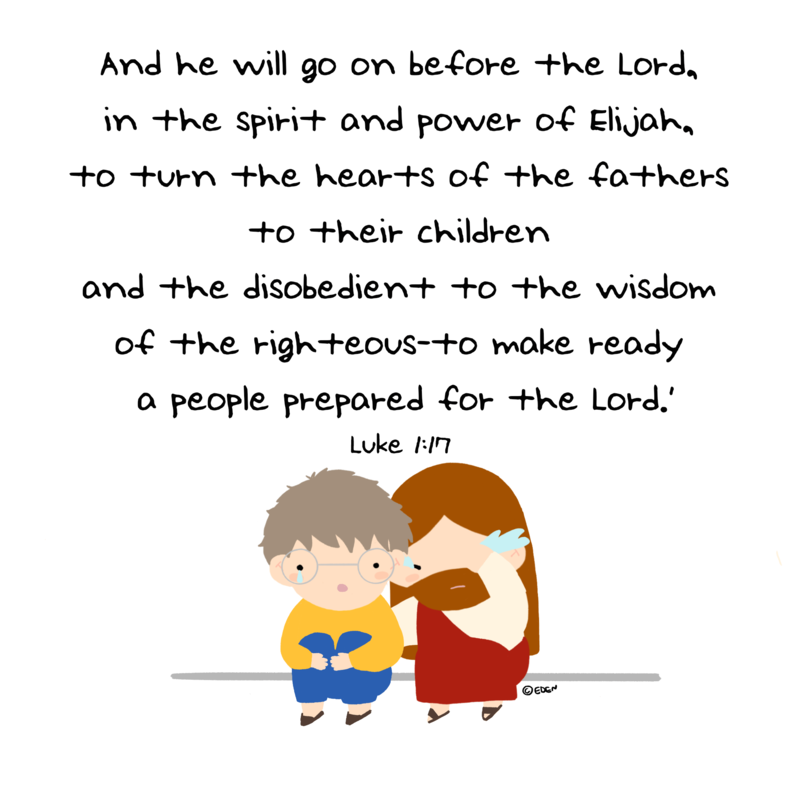 And he will go on before the Lord,
in the spirit and power of Elijah,
to turn the hearts of the fathers
to their children
and the disobedient to the wisdom
of the righteous-to make ready
a people prepared for the Lord.'
Luke 1:17
©EDEN